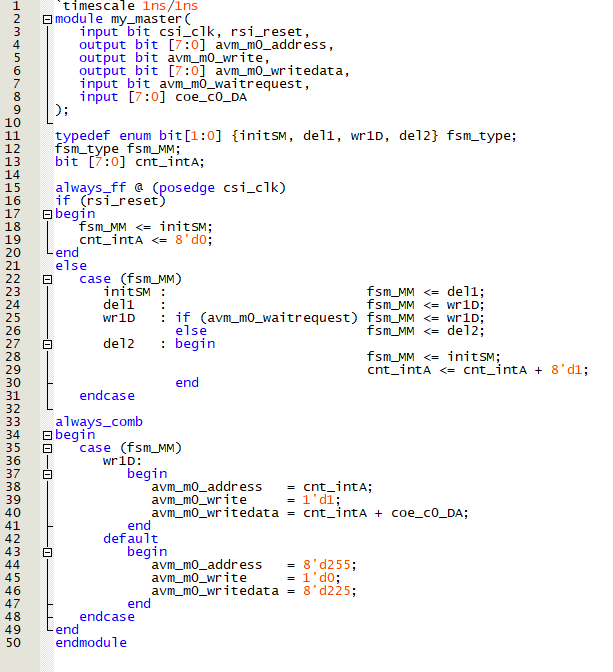 1 `timescale 1ns/1ns
2 module my_master(
3 input bit csi_clk, rsi_reset,
4 output bit [7:0] avm_m0_address,
5 output bit avm_m0_write,
6 output bit [7:0] avm_m0_writedata,
7 input bit avm_m0_waitrequest,
8 input [7:0] coe_c0_DA
9 );
10
11 typedef enum bit[1:0] {initSM, del1, wr1D, del2} fsm_type;
12 fsm_type fsm_MM;
13 bit [7:0] cnt_intA;
14
15 always_ff @ (posedge csi_clk)
16 if (rsi_reset)
17 begin
18 fsm_MM <= initSM;
19 cnt_intA <= 8'd0;
20 end
21 else
22 case (fsm_MM)
23 initSM : fsm_MM <= del1;
24 del1 : fsm_MM <= wr1D;
25 wr1D : if (avm_m0_waitrequest) fsm_MM <= wr1D;
26 else fsm_MM <= del2;
27 del2 : begin
28 fsm_MM <= initSM;
29 cnt_intA <= cnt_intA + 8'd1;
30 end
31 endcase
32
33 always_comb
34 begin
35 case (fsm_MM)
36 wr1D:
37 begin
38 avm_m0_address = cnt_intA;
39 avm_m0_write = 1'd1;
40 avm_m0_writedata = cnt_intA + coe_c0_DA;
41 end
42 default
43 begin
44 avm_m0_address = 8'd255;
45 avm_m0_write = 1'd0;
46 avm_m0_writedata = 8'd225;
47 end
48 endcase
49 end
50 endmodule